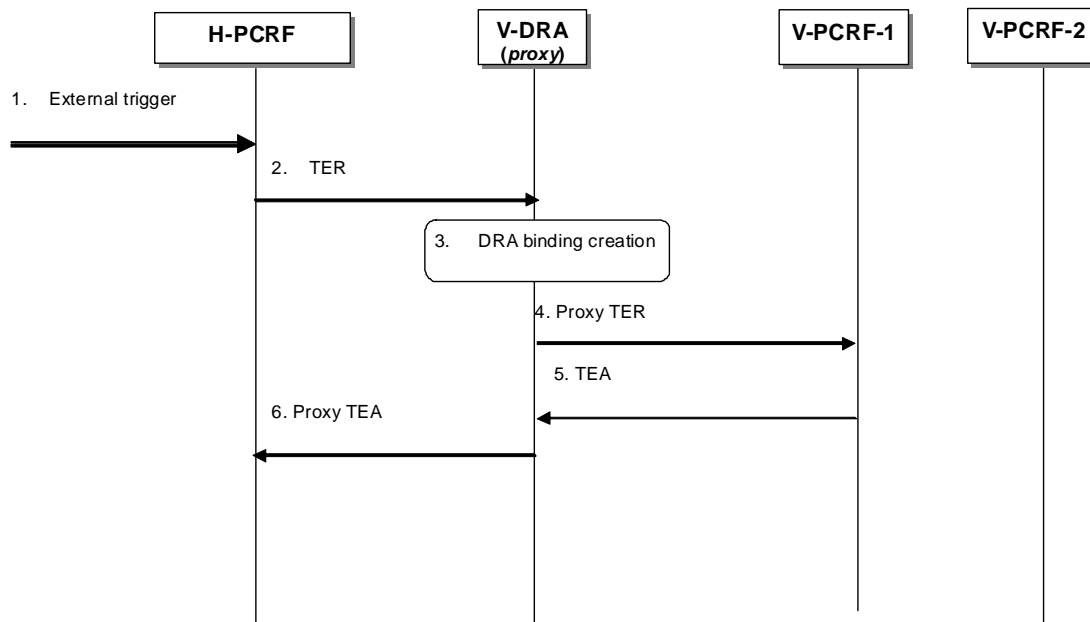 H-PCRF
V-DRA
(proxy)
V-PCRF-1
V-PCRF-2
1. External trigger
2. TER
3. DRA binding creation
4. Proxy TER
5. TEA
6. Proxy TEA